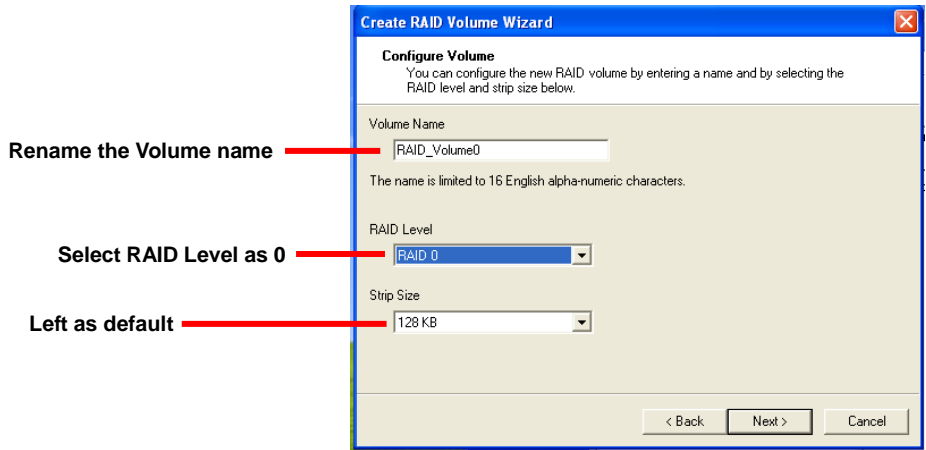 Create RAID Volume Wizard
Configure Volume
You can configure the new RAID volume by entering a name and by selecting the
RAID level and strip size below.
Volume Name
Rename the Volume name
RAID_Volume0
The name is limited to 16 English alpha-numeric characters.
RAID Level
Select RAID Level as 0
RAID 0
Strip Size
Left as default
128 KB
< Back
Next >
Cancel